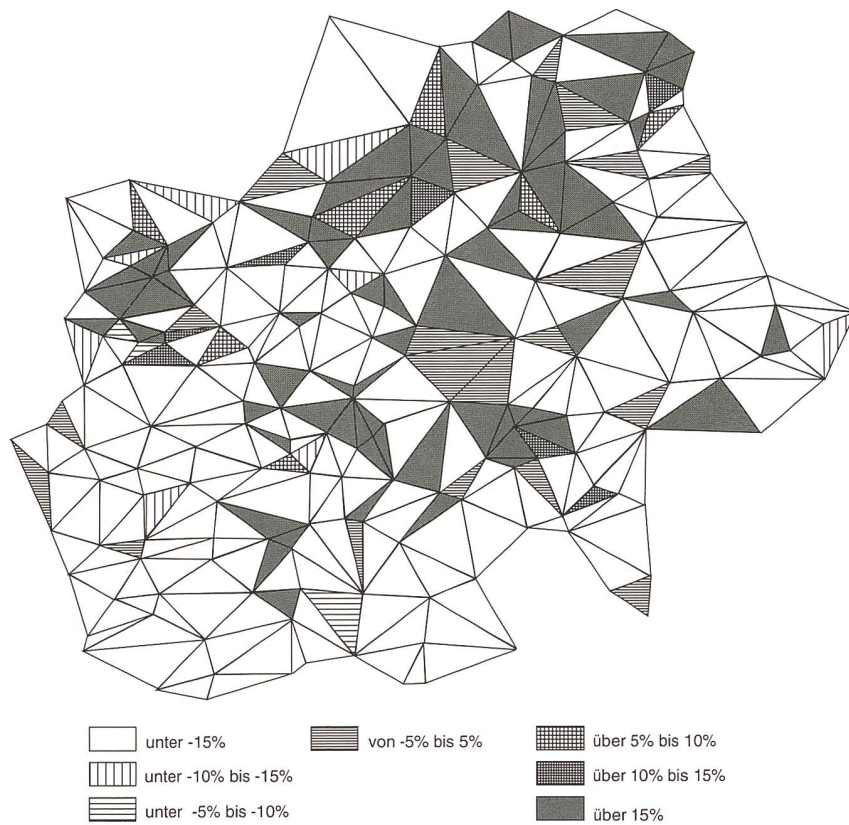 unter -15%
unter -10% bis -15%
unter -5% bis -10%
von -5% bis 5%
über 5% bis 10%
über 10% bis 15%
über 15%